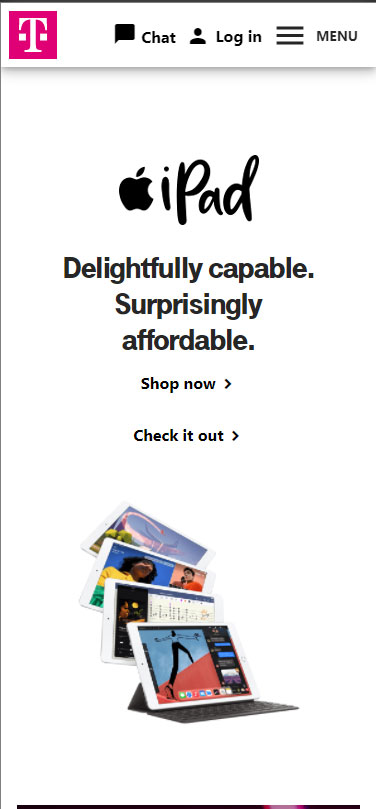 T
Chat
Log in
MENU
iPad
Delightfully capable.
Surprisingly
affordable.
Shop now
Check it out